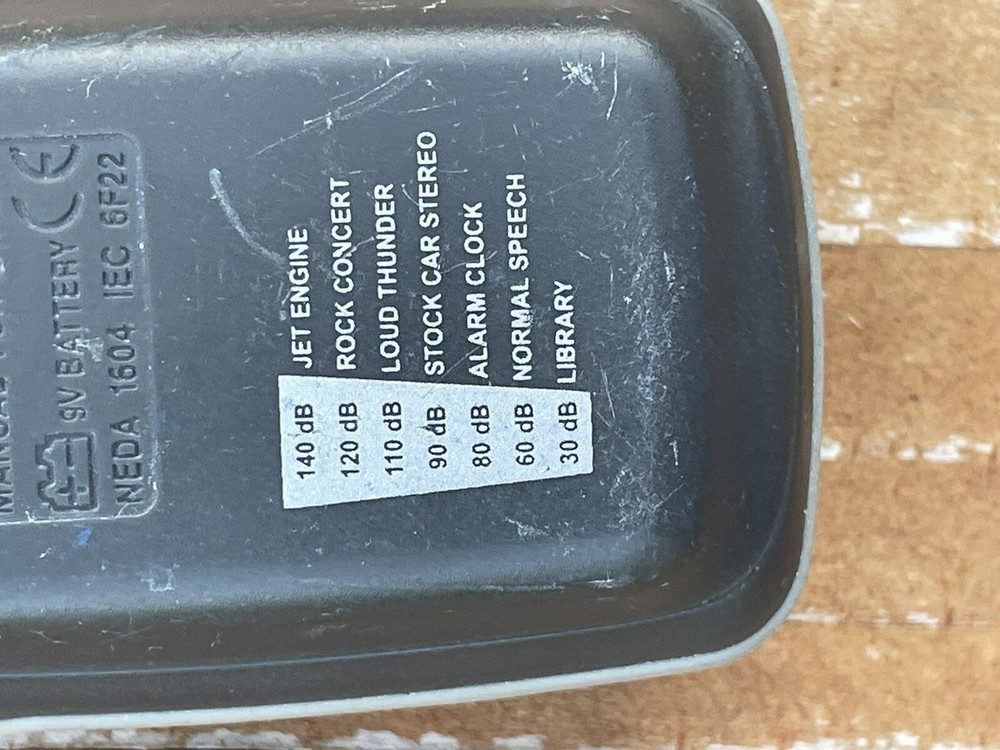 9V BATTERY CE
NEDA 1604 IEC 6F22
140 dB JET ENGINE
120 dB ROCK CONCERT
110 dB LOUD THUNDER
90 dB STOCK CAR STEREO
80 dB ALARM CLOCK
60 dB NORMAL SPEECH
30 dB LIBRARY